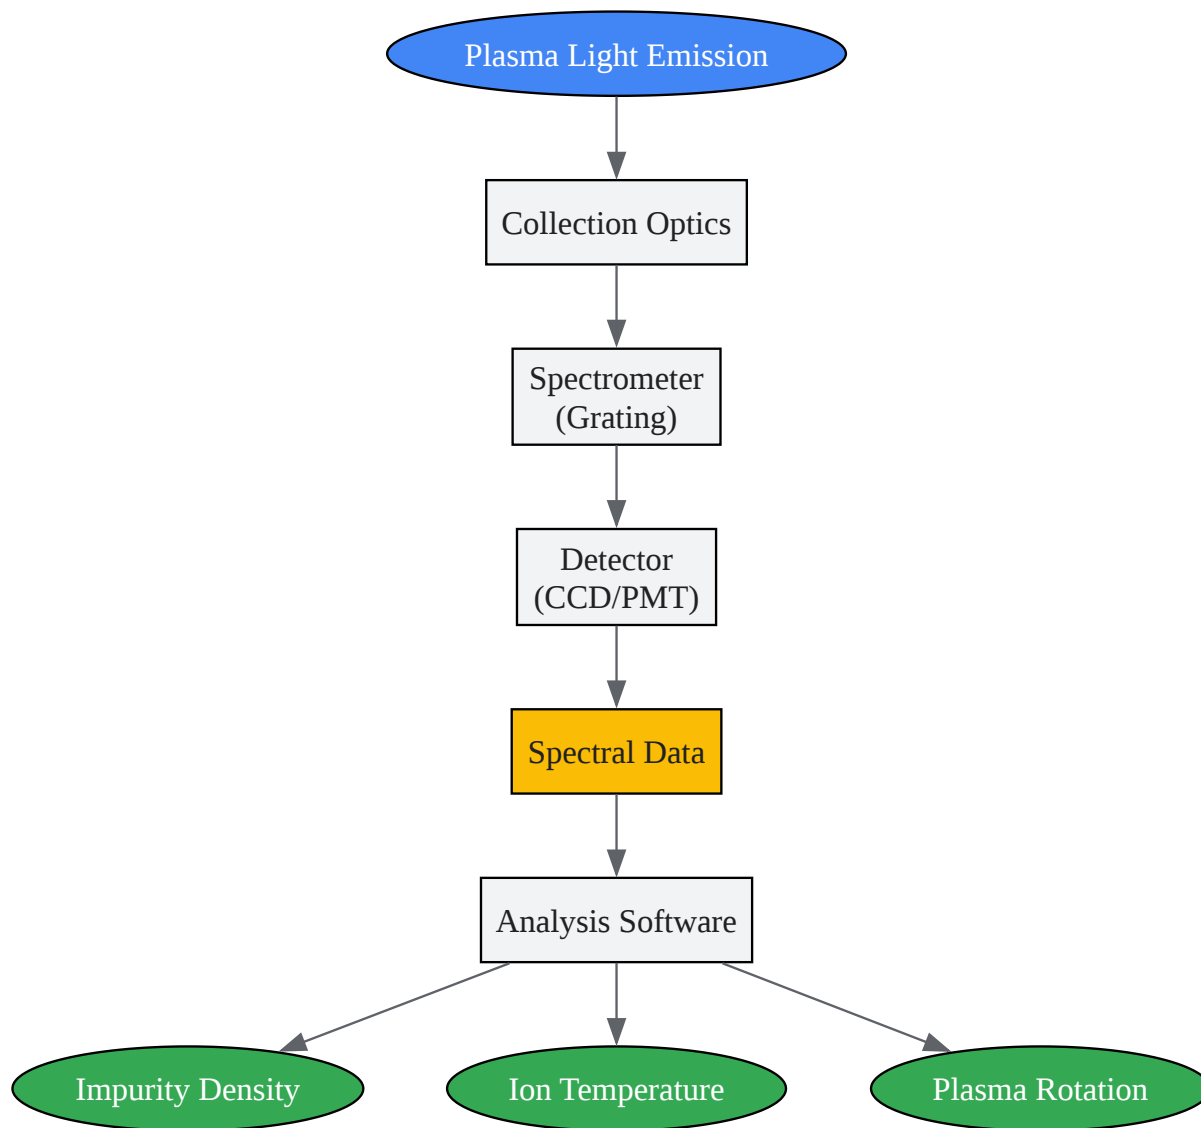 Plasma Light Emission
Collection Optics
Spectrometer
(Grating)
Detector
(CCD/PMT)
Spectral Data
Analysis Software
Impurity Density
Ion Temperature
Plasma Rotation